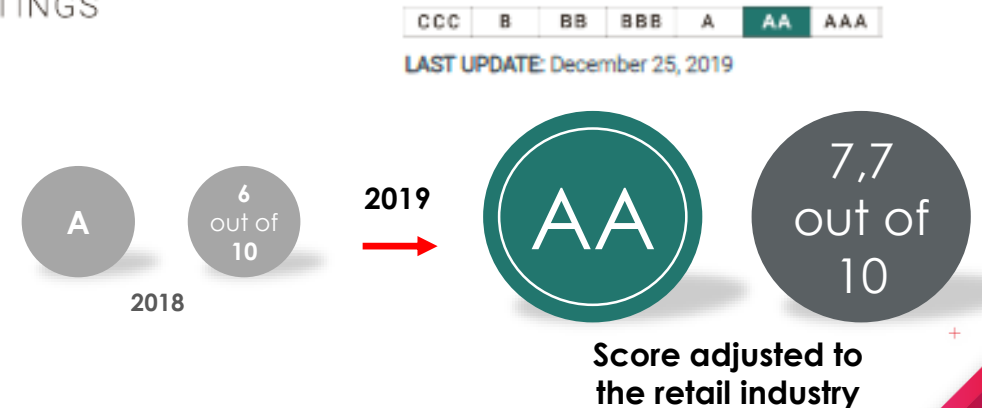 CCC B BB BBB A AA AAA
LAST UPDATE: December 25, 2019
A
6
out of
10
2018
2019
AA
7,7
out of
10
Score adjusted to
the retail industry